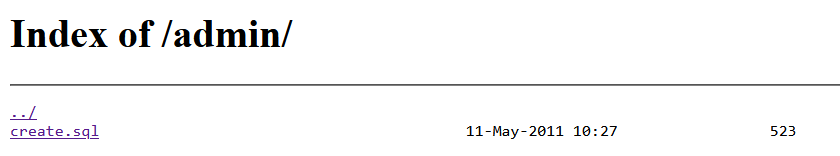 Index of /admin/
../
create.sql 11-May-2011 10:27 523